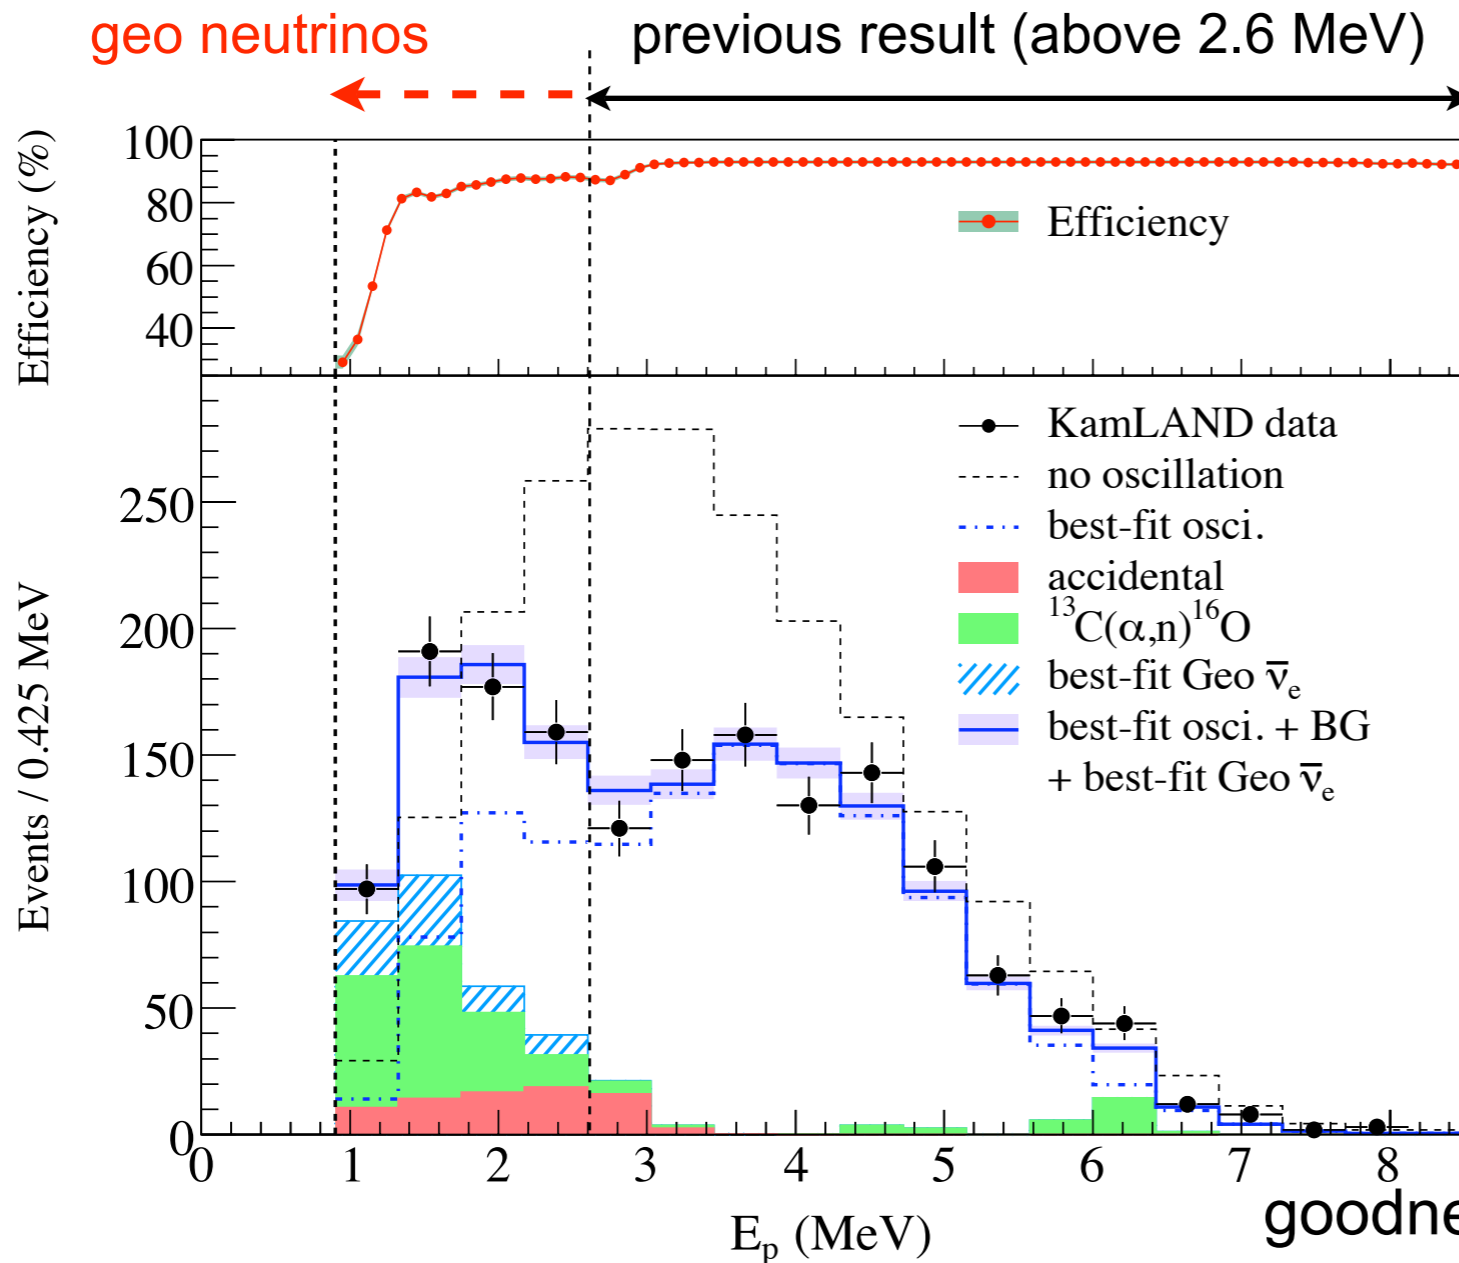 geo neutrinos
previous result (above 2.6 MeV)
Efficiency (%)
100
80
60
40
Efficiency
Events / 0.425 MeV
250
200
150
100
50
0
KamLAND data
no oscillation
best-fit osci.
accidental
¹³C(α,n)¹⁶O
best-fit Geo ν̅ₑ
best-fit osci. + BG
+ best-fit Geo ν̅ₑ
0 1 2 3 4 5 6 7 8
Eₚ (MeV)
goodne